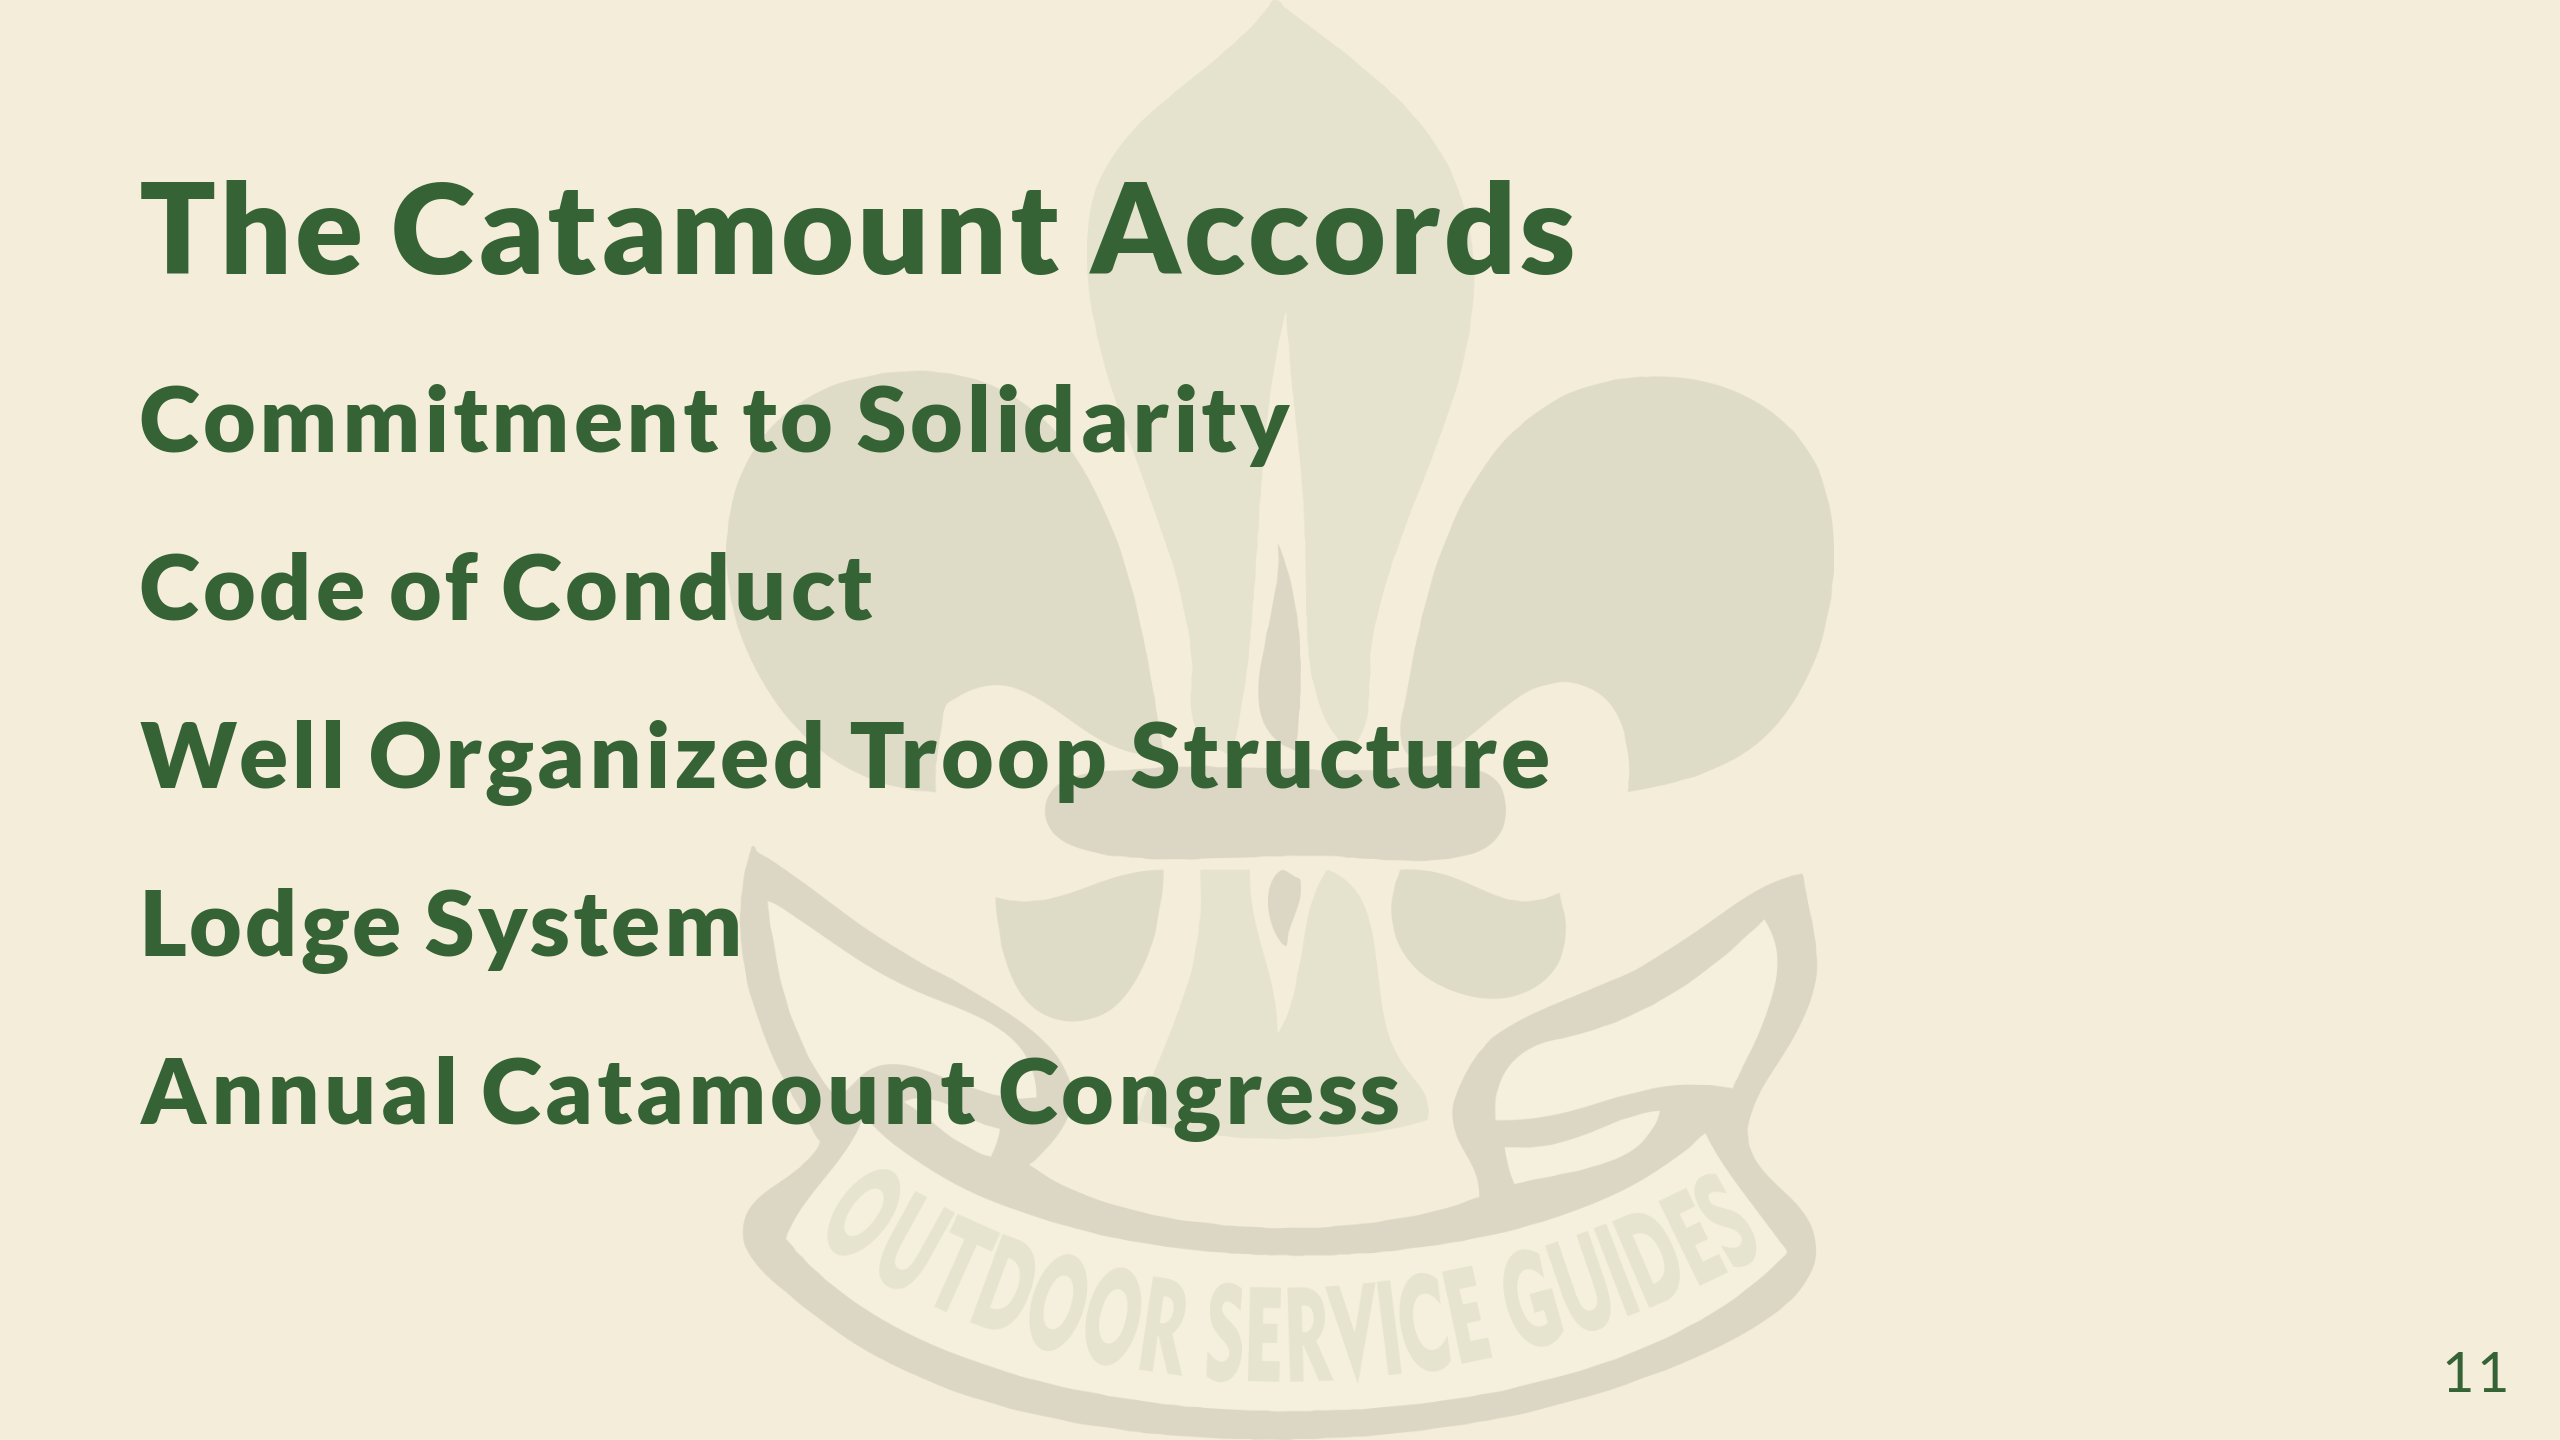 The Catamount Accords
Commitment to Solidarity
Code of Conduct
Well Organized Troop Structure
Lodge System
Annual Catamount Congress
OUTDOOR SERVICE GUIDES
11